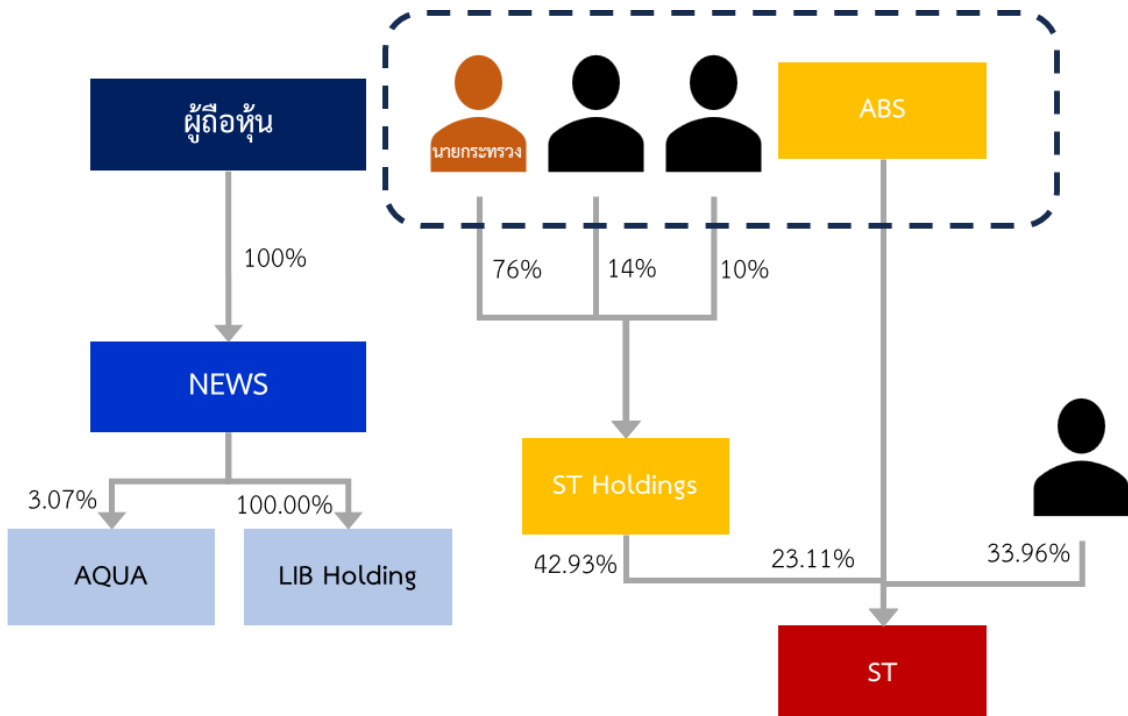 ผู้ถือหุ้น
นายกระทรวง
ABS
100%
76%
14%
10%
NEWS
ST Holdings
3.07%
100.00%
AQUA
LIB Holding
42.93%
23.11%
33.96%
ST